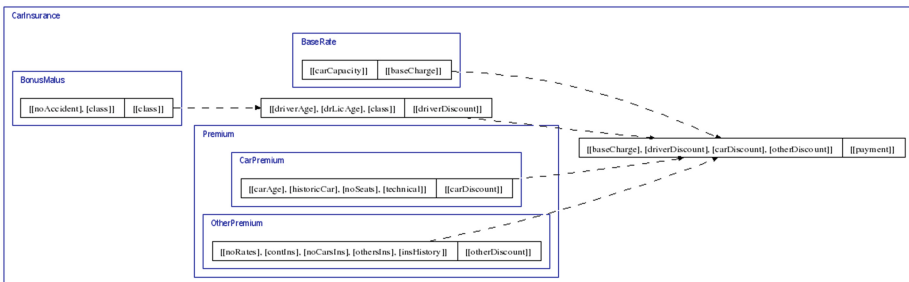 CarInsurance
BaseRate
[[carCapacity]] [[baseCharge]]
BonusMalus
[[noAccident], [class]] [[class]]
[[driverAge], [drLicAge], [class]] [[driverDiscount]]
Premium
[[baseCharge], [driverDiscount], [carDiscount], [otherDiscount]] [[payment]]
CarPremium
[[carAge], [historicCar], [noSeats], [technical]] [[carDiscount]]
OtherPremium
[[noRates], [contIns], [noCarsIns], [othersIns], [insHistory]] [[otherDiscount]]